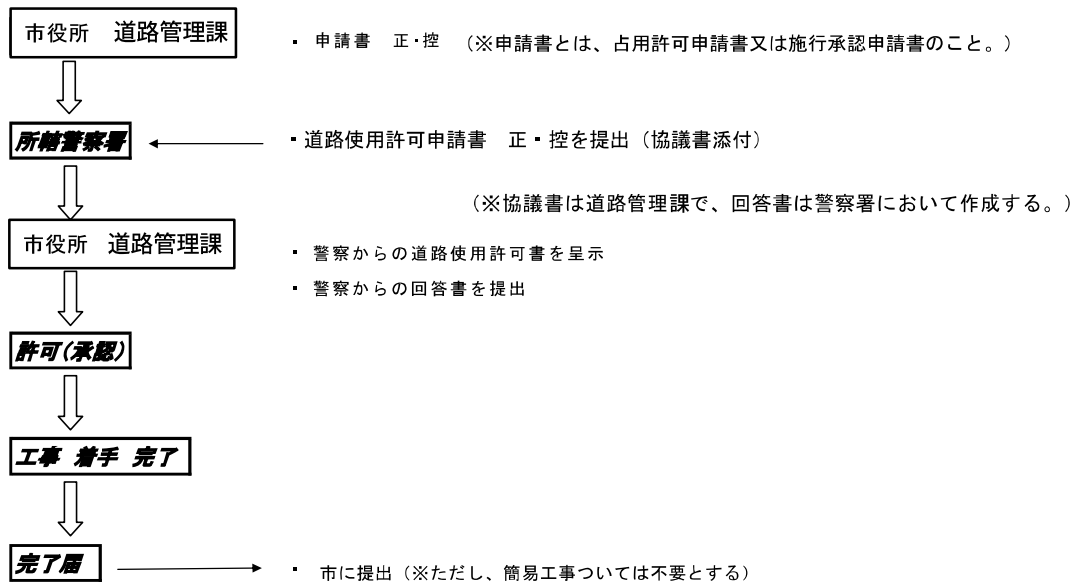 市役所　道路管理課
・ 申請書　正・控　（※申請書とは、占用許可申請書又は施行承認申請書のこと。）
所轄警察署
・道路使用許可申請書　正・控を提出（協議書添付）
（※協議書は道路管理課で、回答書は警察署において作成する。）
市役所　道路管理課
・ 警察からの道路使用許可書を呈示
・ 警察からの回答書を提出
許可（承認）
工事　着手　完了
完了届
・ 市に提出（※ただし、簡易工事ついては不要とする）